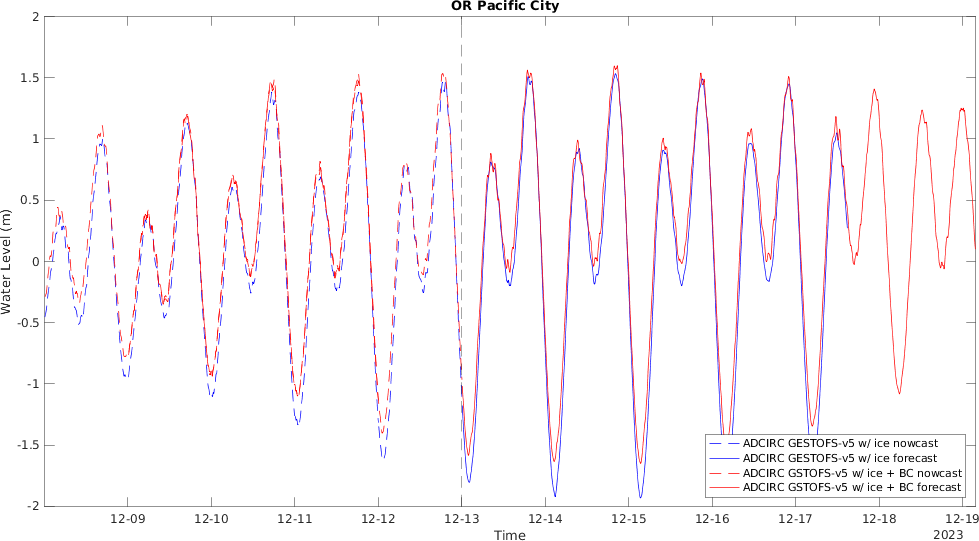 OR Pacific City
2
1.5
1
0.5
0
-0.5
-1
-1.5
-2
Water Level (m)
ADCIRC GESTOFS-v5 w/ ice nowcast
ADCIRC GESTOFS-v5 w/ ice forecast
ADCIRC GSTOFS-v5 w/ ice + BC nowcast
ADCIRC GSTOFS-v5 w/ ice + BC forecast
12-09 12-10 12-11 12-12 12-13 12-14 12-15 12-16 12-17 12-18 12-19
Time
2023